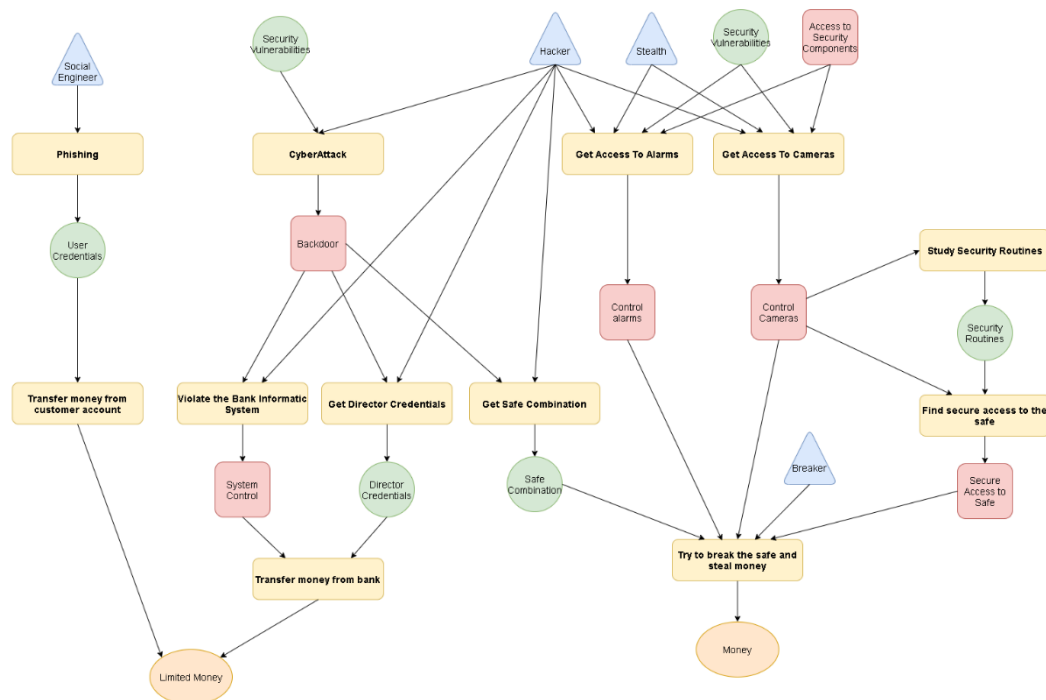 Social
Engineer
Security
Vulnerabilities
Hacker
Stealth
Security
Vulnerabilities
Access to
Security
Components
Phishing
CyberAttack
Get Access To Alarms
Get Access To Cameras
User
Credentials
Backdoor
Study Security Routines
Control
alarms
Control
Cameras
Security
Routines
Transfer money from
customer account
Violate the Bank Informatic
System
Get Director Credentials
Get Safe Combination
Find secure access to the
safe
System
Control
Director
Credentials
Safe
Combination
Breaker
Secure
Access to
Safe
Try to break the safe and
steal money
Transfer money from bank
Limited Money
Money